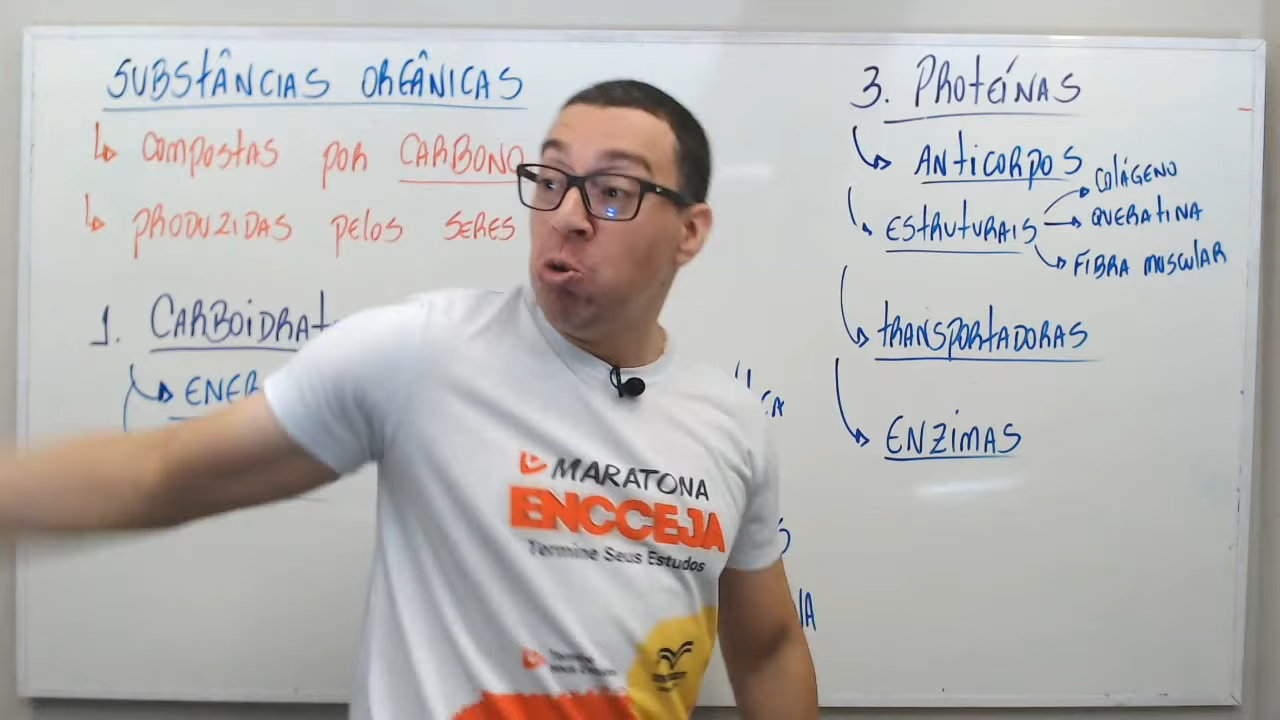 SUBSTÂNCIAS ORGÂNICAS
COMPOSTAS POR CARBONO
PRODUZIDAS PELOS SERES
1. CARBOIDRAT
ENER
3. PROTEÍNAS
ANTICORPOS
ESTRUTURAIS
COLÁGENO
QUERATINA
FIBRA MUSCULAR
TRANSPORTADORAS
ENZIMAS
MARATONA
ENCCEJA
Termine Seus Estudos